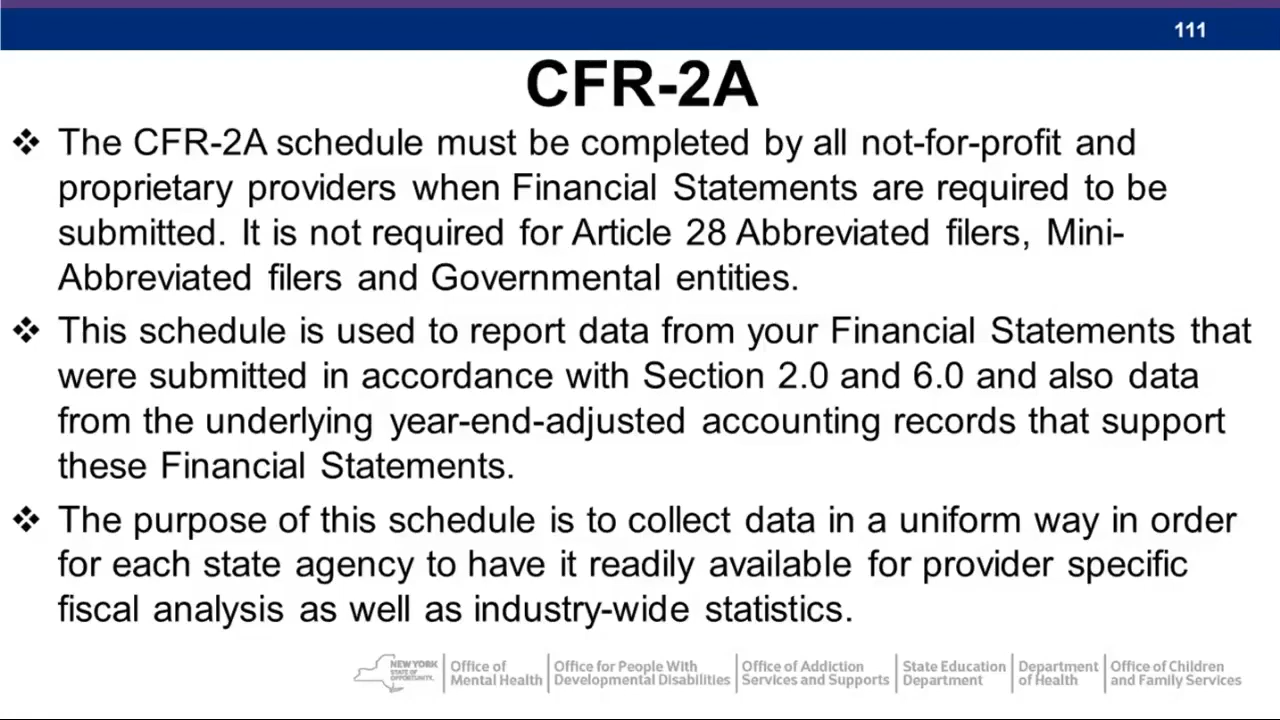 111
CFR-2A
❖ The CFR-2A schedule must be completed by all not-for-profit and
proprietary providers when Financial Statements are required to be
submitted. It is not required for Article 28 Abbreviated filers, Mini-
Abbreviated filers and Governmental entities.
❖ This schedule is used to report data from your Financial Statements that
were submitted in accordance with Section 2.0 and 6.0 and also data
from the underlying year-end-adjusted accounting records that support
these Financial Statements.
❖ The purpose of this schedule is to collect data in a uniform way in order
for each state agency to have it readily available for provider specific
fiscal analysis as well as industry-wide statistics.
NEW YORK
STATE OF
OPPORTUNITY.
Office of
Mental Health
Office for People With
Developmental Disabilities
Office of Addiction
Services and Supports
State Education
Department
Department
of Health
Office of Children
and Family Services